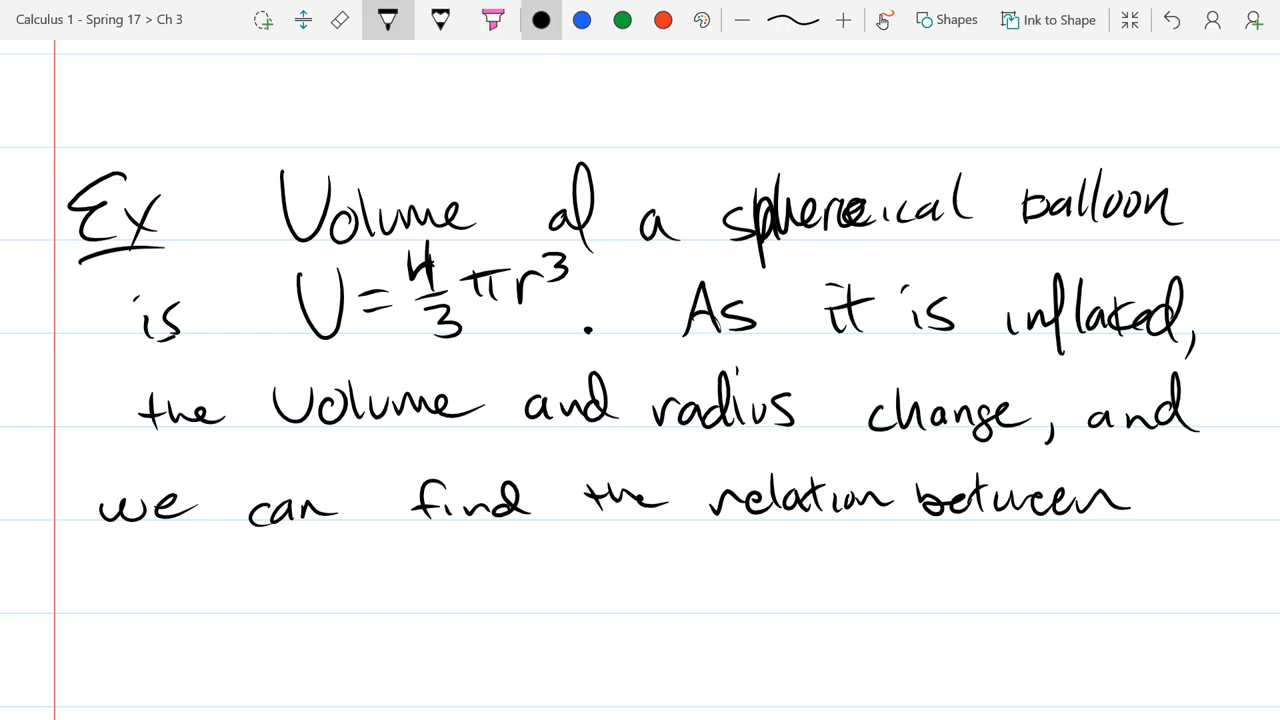 Calculus 1 - Spring 17 > Ch 3
Shapes
Ink to Shape
Ex Volume of a sphereical balloon
is V = 4/3 πr³. As it is inflated,
the volume and radius change, and
we can find the relation between